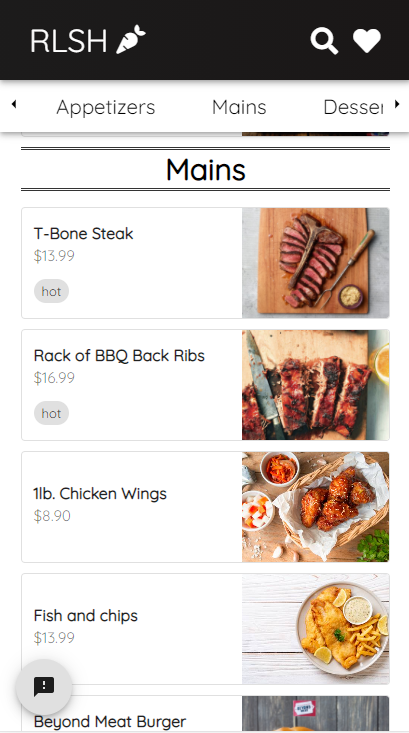 RLSH
Appetizers Mains Desser
Mains
T-Bone Steak
$13.99
hot
Rack of BBQ Back Ribs
$16.99
hot
1lb. Chicken Wings
$8.90
Fish and chips
$13.99
Beyond Meat Burger